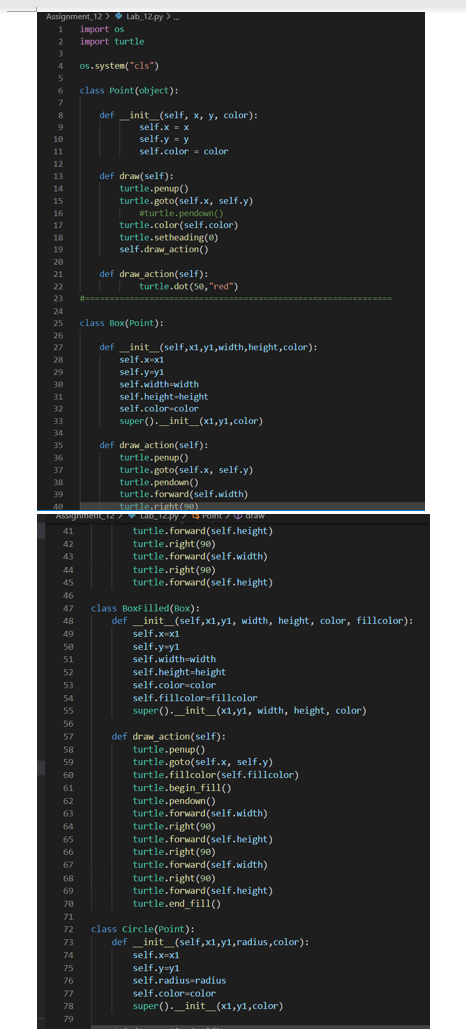 Assignment_12 > Lab_12.py > ...
1 import os
2 import turtle
3
4 os.system("cls")
5
6 class Point(object):
7
8     def __init__(self, x, y, color):
9             self.x = x
10             self.y = y
11             self.color = color
12
13     def draw(self):
14         turtle.penup()
15         turtle.goto(self.x, self.y)
16             #turtle.pendown()
17         turtle.color(self.color)
18         turtle.setheading(0)
19         self.draw_action()
20
21     def draw_action(self):
22             turtle.dot(50,"red")
23 #==============================================================
24
25 class Box(Point):
26
27     def __init__(self,x1,y1,width,height,color):
28         self.x=x1
29         self.y=y1
30         self.width=width
31         self.height=height
32         self.color=color
33         super().__init__(x1,y1,color)
34
35     def draw_action(self):
36         turtle.penup()
37         turtle.goto(self.x, self.y)
38         turtle.pendown()
39         turtle.forward(self.width)
40         turtle.right(90)
Assignment_12 > Lab_12.py > Point > draw
41         turtle.forward(self.height)
42         turtle.right(90)
43         turtle.forward(self.width)
44         turtle.right(90)
45         turtle.forward(self.height)
46
47 class BoxFilled(Box):
48     def __init__(self,x1,y1, width, height, color, fillcolor):
49         self.x=x1
50         self.y=y1
51         self.width=width
52         self.height=height
53         self.color=color
54         self.fillcolor=fillcolor
55         super().__init__(x1,y1, width, height, color)
56
57     def draw_action(self):
58         turtle.penup()
59         turtle.goto(self.x, self.y)
60         turtle.fillcolor(self.fillcolor)
61         turtle.begin_fill()
62         turtle.pendown()
63         turtle.forward(self.width)
64         turtle.right(90)
65         turtle.forward(self.height)
66         turtle.right(90)
67         turtle.forward(self.width)
68         turtle.right(90)
69         turtle.forward(self.height)
70         turtle.end_fill()
71
72 class Circle(Point):
73     def __init__(self,x1,y1,radius,color):
74         self.x=x1
75         self.y=y1
76         self.radius=radius
77         self.color=color
78         super().__init__(x1,y1,color)
79